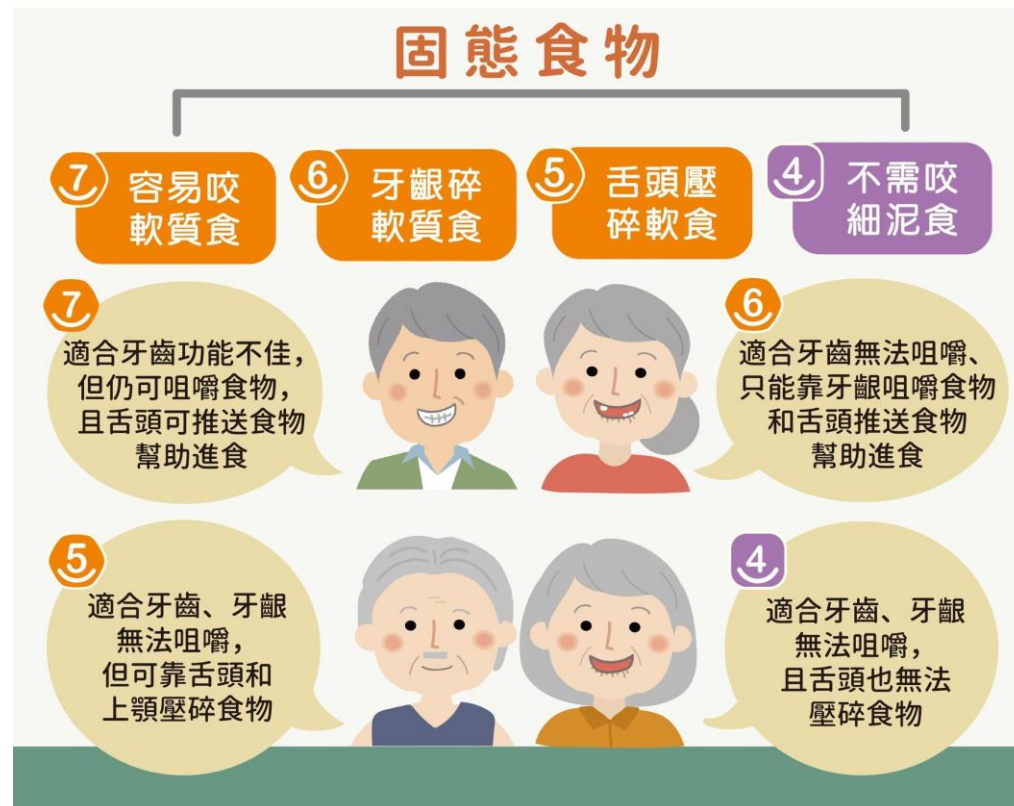 固態食物
7
容易咬
軟質食
6
牙齦碎
軟質食
5
舌頭壓
碎軟食
4
不需咬
細泥食
7
適合牙齒功能不佳，
但仍可咀嚼食物，
且舌頭可推送食物
幫助進食
6
適合牙齒無法咀嚼、
只能靠牙齦咀嚼食物
和舌頭推送食物
幫助進食
5
適合牙齒、牙齦
無法咀嚼，
但可靠舌頭和
上顎壓碎食物
4
適合牙齒、牙齦
無法咀嚼，
且舌頭也無法
壓碎食物